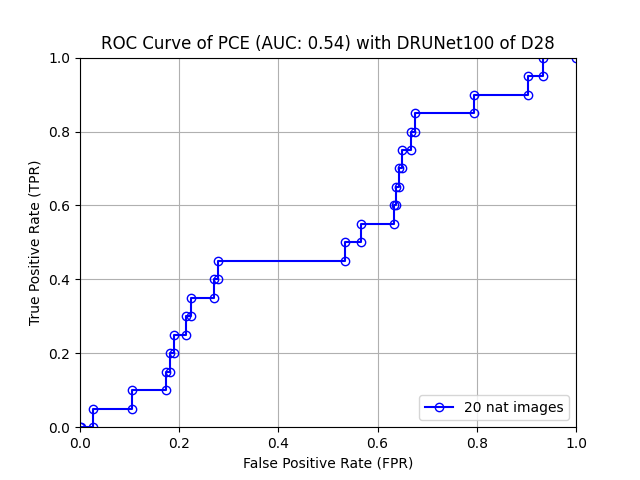 ROC Curve of PCE (AUC: 0.54) with DRUNet100 of D28
True Positive Rate (TPR)
1.0
0.8
0.6
0.4
0.2
0.0
20 nat images
0.0 0.2 0.4 0.6 0.8 1.0
False Positive Rate (FPR)